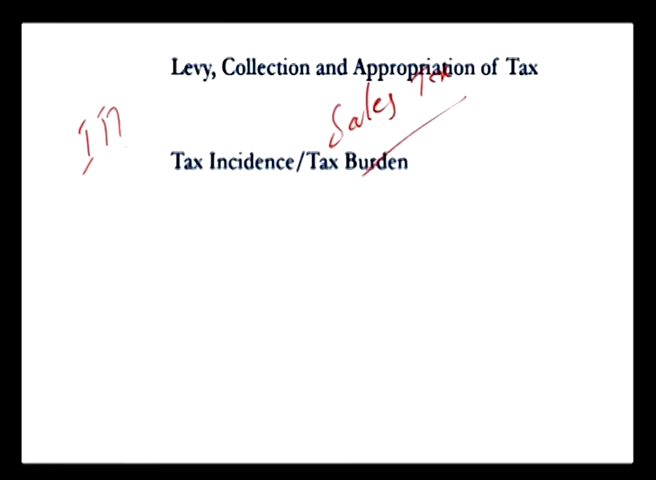 Levy, Collection and Appropriation of Tax
Sales Tax
Tax Incidence/Tax Burden